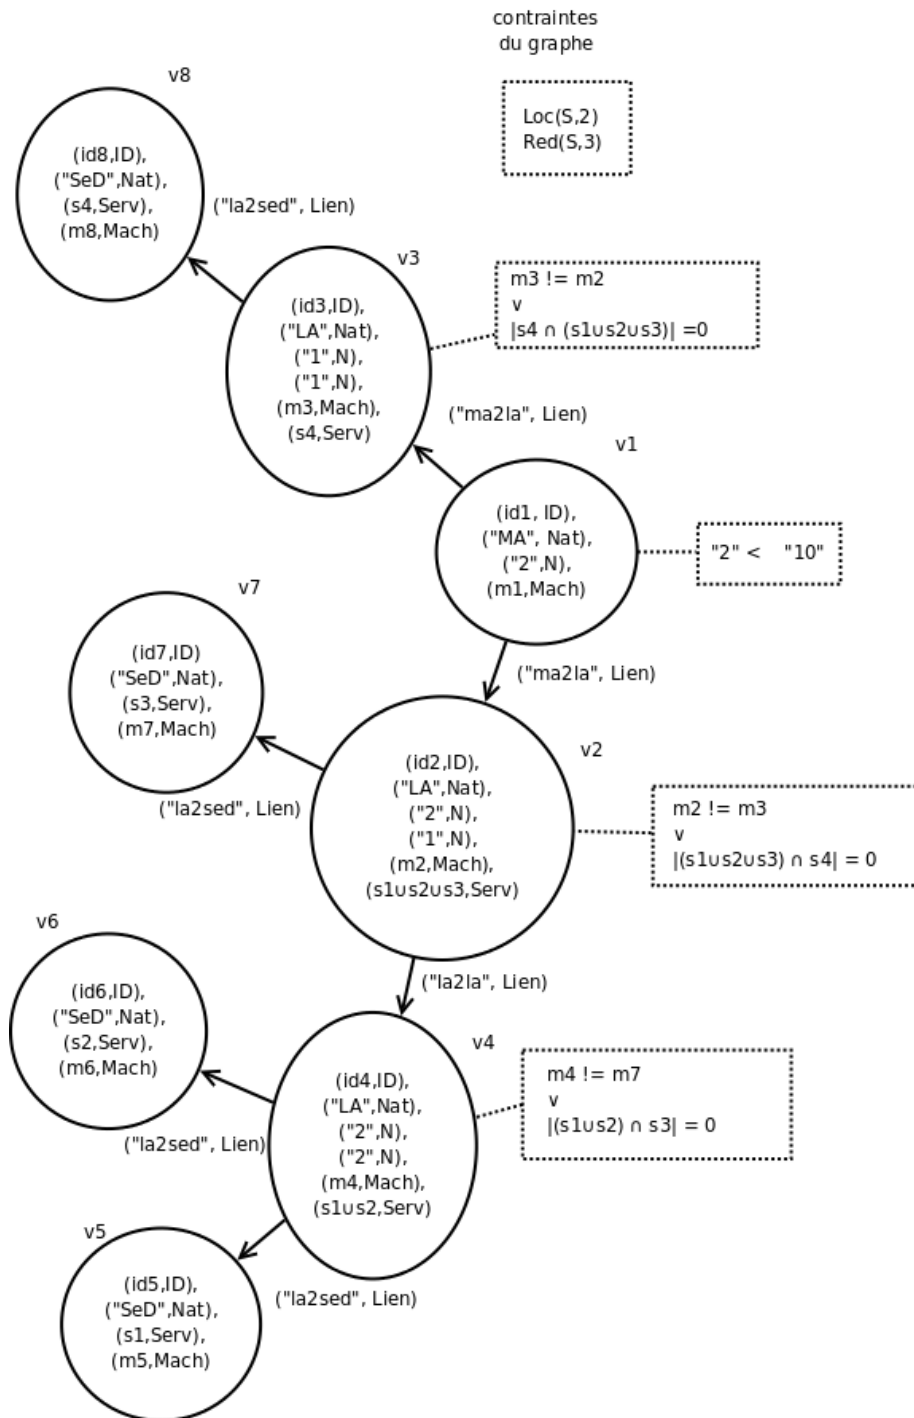 contraintes
du graphe
Loc(S,2)
Red(S,3)
v8
(id8,ID),
("SeD",Nat),
(s4,Serv),
(m8,Mach)
("la2sed", Lien)
v3
(id3,ID),
("LA",Nat),
("1",N),
("1",N),
(m3,Mach),
(s4,Serv)
m3 != m2
∨
|s4 ∩ (s1∪s2∪s3)| =0
("ma2la", Lien)
v1
(id1, ID),
("MA", Nat),
("2",N),
(m1,Mach)
"2" < "10"
v7
(id7,ID)
("SeD",Nat),
(s3,Serv),
(m7,Mach)
("ma2la", Lien)
v2
(id2,ID),
("LA",Nat),
("2",N),
("1",N),
(m2,Mach),
(s1∪s2∪s3,Serv)
m2 != m3
∨
|(s1∪s2∪s3) ∩ s4| = 0
("la2sed", Lien)
v6
(id6,ID),
("SeD",Nat),
(s2,Serv),
(m6,Mach)
("la2la", Lien)
v4
(id4,ID),
("LA",Nat),
("2",N),
("2",N),
(m4,Mach),
(s1∪s2,Serv)
m4 != m7
∨
|(s1∪s2) ∩ s3| = 0
("la2sed", Lien)
v5
(id5,ID),
("SeD",Nat),
(s1,Serv),
(m5,Mach)
("la2sed", Lien)